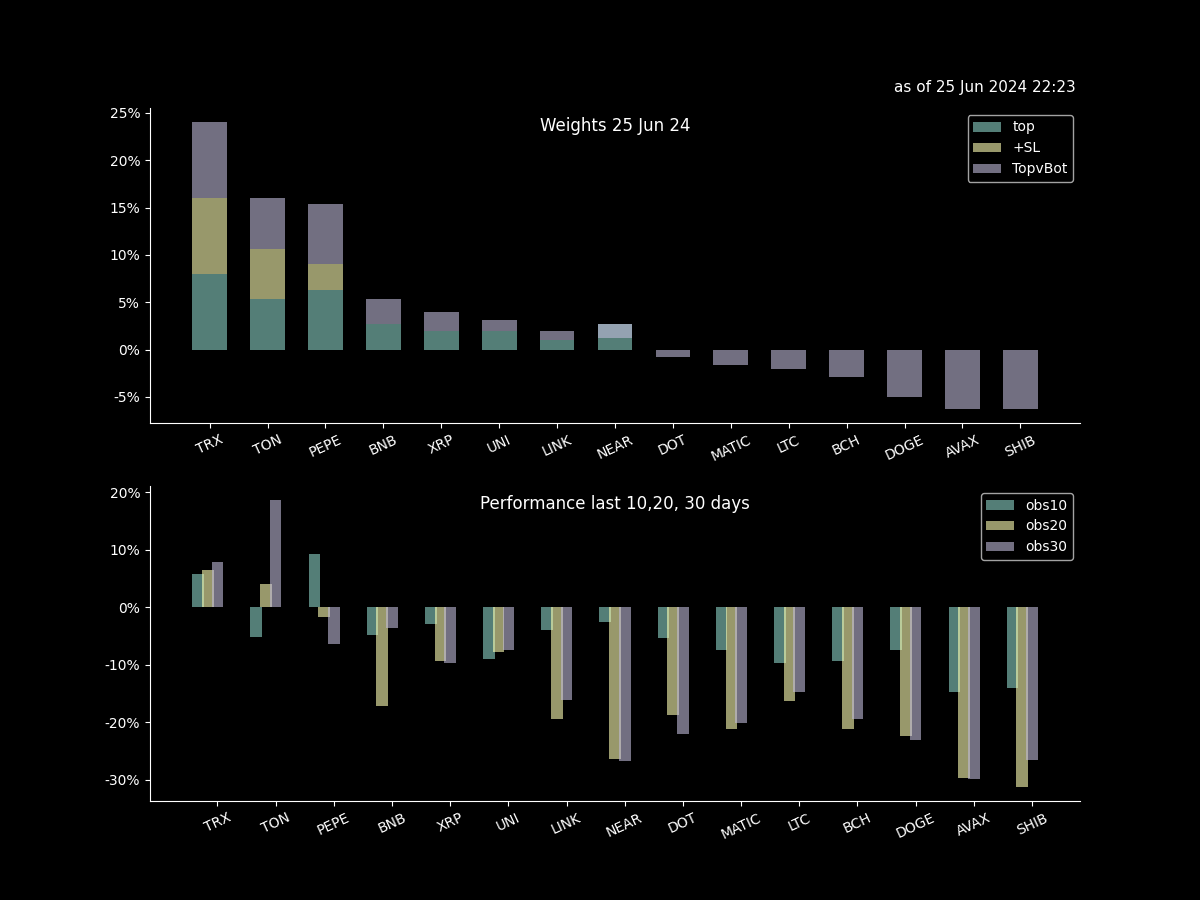 as of 25 Jun 2024 22:23
Weights 25 Jun 24
top
+SL
TopvBot
25%
20%
15%
10%
5%
0%
-5%
TRX TON PEPE BNB XRP UNI LINK NEAR DOT MATIC LTC BCH DOGE AVAX SHIB
Performance last 10,20, 30 days
obs10
obs20
obs30
20%
10%
0%
-10%
-20%
-30%
TRX TON PEPE BNB XRP UNI LINK NEAR DOT MATIC LTC BCH DOGE AVAX SHIB